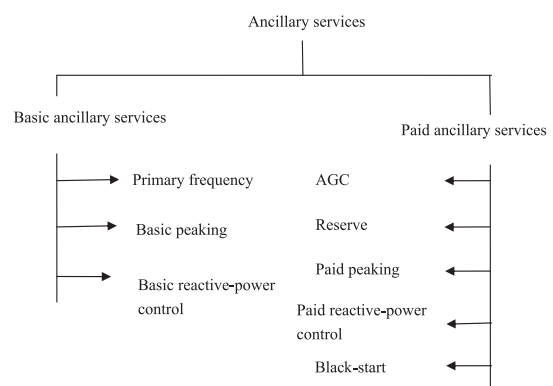 Ancillary services
Basic ancillary services
Primary frequency
Basic peaking
Basic reactive-power
control
Paid ancillary services
AGC
Reserve
Paid peaking
Paid reactive-power
control
Black-start